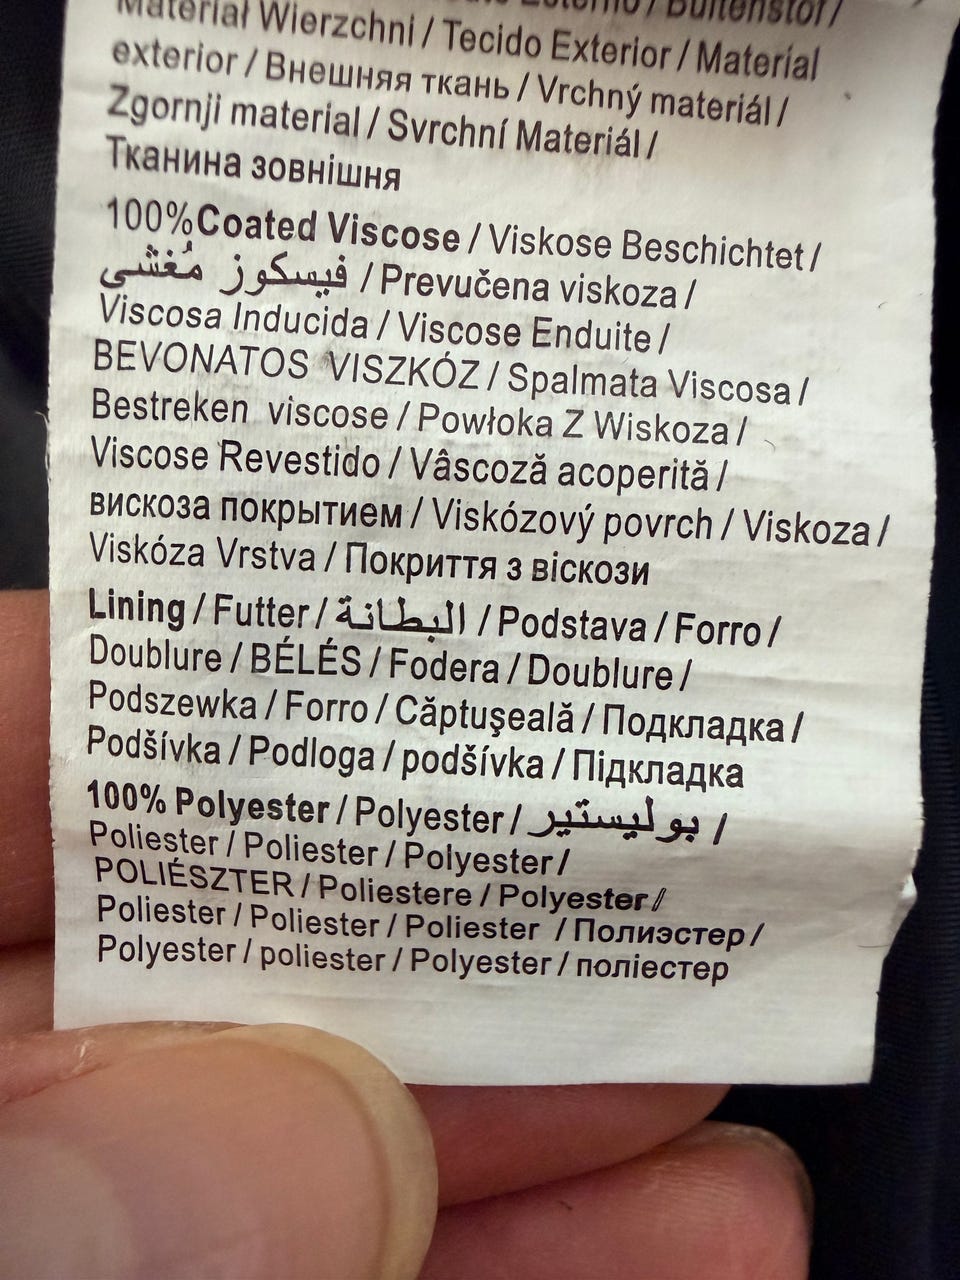 Esterno / Buitenstof /
Materiał Wierzchni / Tecido Exterior / Material
exterior / Внешняя ткань / Vrchný materiál /
Zgornji material / Svrchní Materiál /
Тканина зовнішня
100%Coated Viscose / Viskose Beschichtet /
فيسكوز مُغشى / Prevučena viskoza /
Viscosa Inducida / Viscose Enduite /
BEVONATOS VISZKÓZ / Spalmata Viscosa /
Bestreken viscose / Powłoka Z Wiskoza /
Viscose Revestido / Vâscoză acoperită /
вискоза покрытием / Viskózový povrch / Viskoza /
Viskóza Vrstva / Покриття з віскози
Lining / Futter / البطانة / Podstava / Forro /
Doublure / BÉLÉS / Fodera / Doublure /
Podszewka / Forro / Căptuşeală / Подкладка /
Podšívka / Podloga / podšívka / Підкладка
100% Polyester / Polyester / بوليستير /
Poliester / Poliester / Polyester /
POLIÉSZTER / Poliestere / Polyester /
Poliester / Poliester / Poliester / Полиэстер /
Polyester / poliester / Polyester / поліестер